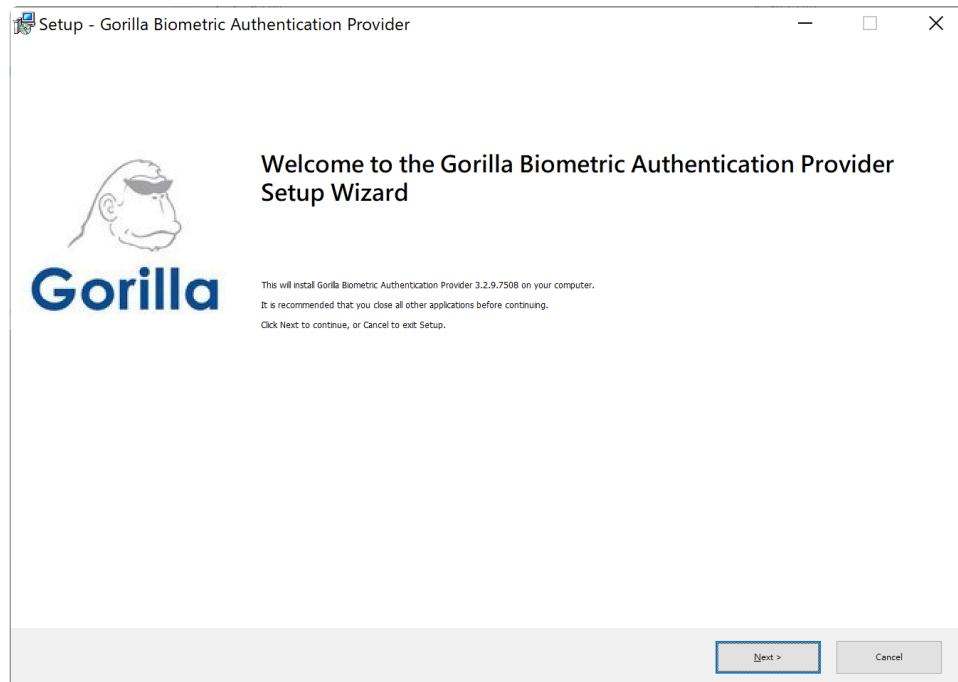 Setup - Gorilla Biometric Authentication Provider
Welcome to the Gorilla Biometric Authentication Provider
Setup Wizard
Gorilla
This will install Gorilla Biometric Authentication Provider 3.2.9.7508 on your computer.
It is recommended that you close all other applications before continuing.
Click Next to continue, or Cancel to exit Setup.
Next >
Cancel